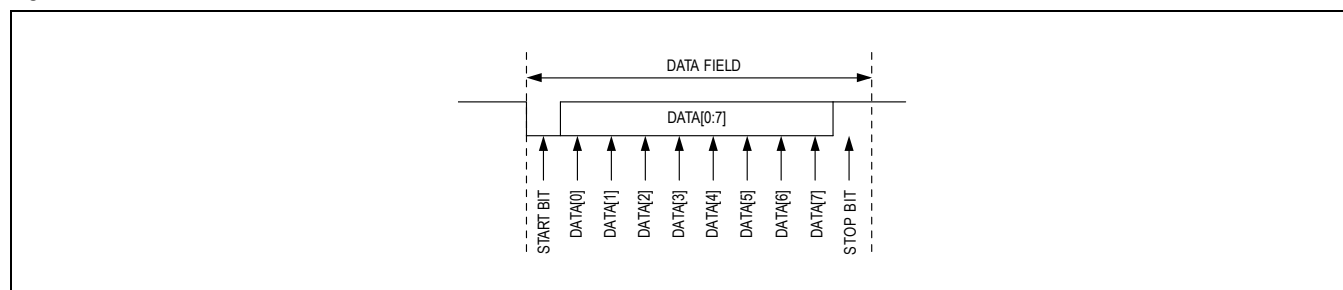 DATA FIELD
DATA[0:7]
START BIT
DATA[0]
DATA[1]
DATA[2]
DATA[3]
DATA[4]
DATA[5]
DATA[6]
DATA[7]
STOP BIT